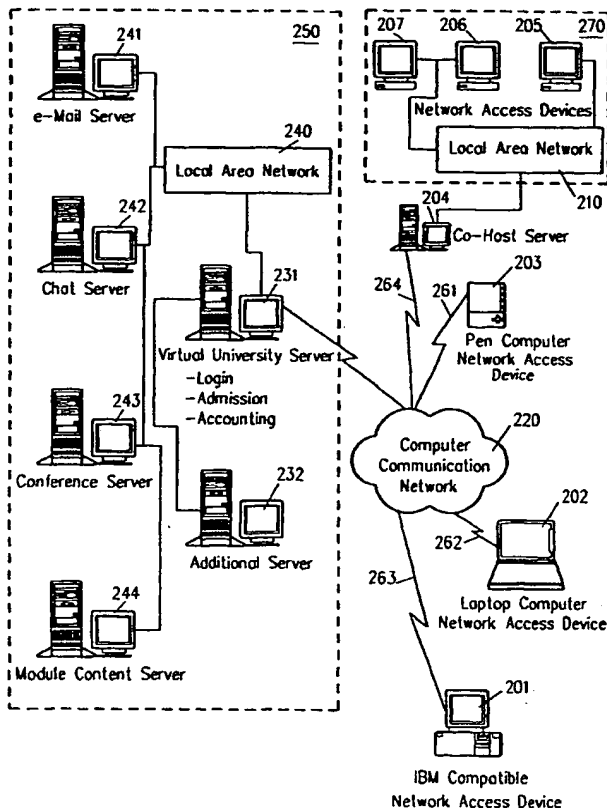 241
250
e-Mail Server
240
Local Area Network
242
Chat Server
231
Virtual University Server
-Login
-Admission
-Accounting
243
Conference Server
232
Additional Server
244
Module Content Server
207
206
205
270
Network Access Devices
Local Area Network
210
204
Co-Host Server
264
261
203
Pen Computer
Network Access
Device
220
Computer
Communication
Network
202
262
263
Laptop Computer
Network Access Device
201
IBM Compatible
Network Access Device